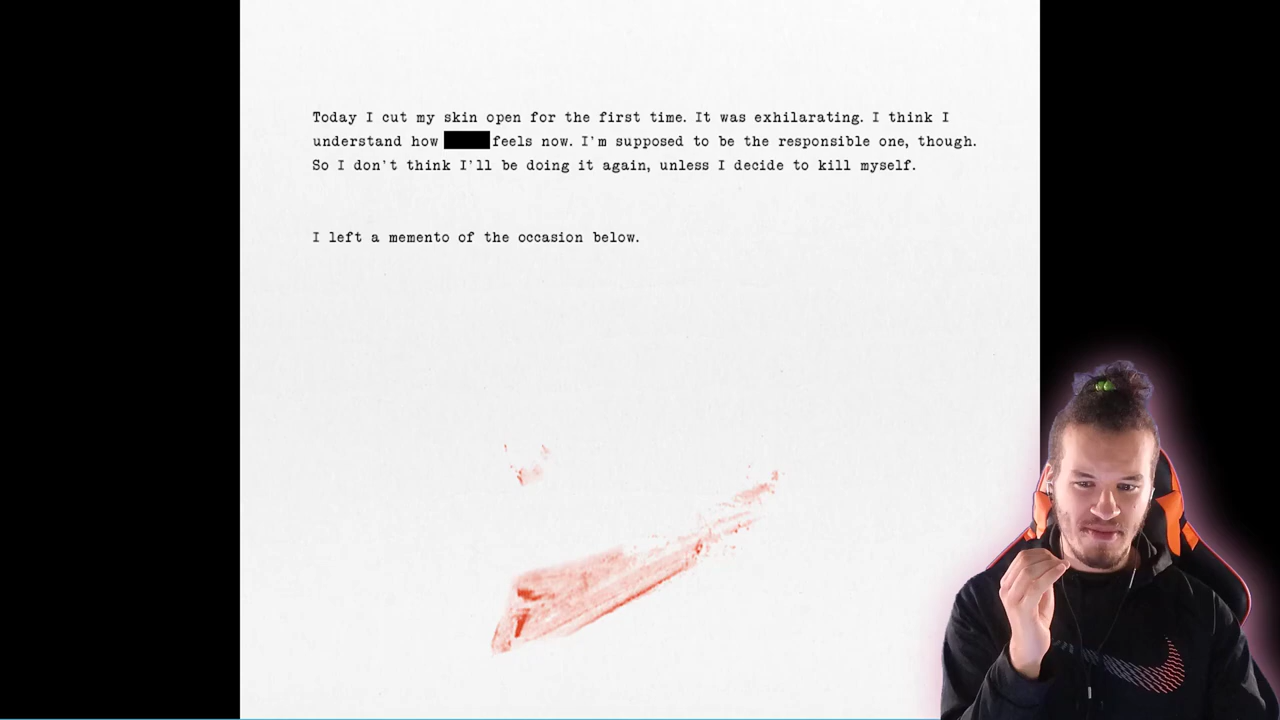 Today I cut my skin open for the first time. It was exhilarating. I think I
understand how feels now. I'm supposed to be the responsible one, though.
So I don't think I'll be doing it again, unless I decide to kill myself.
I left a memento of the occasion below.